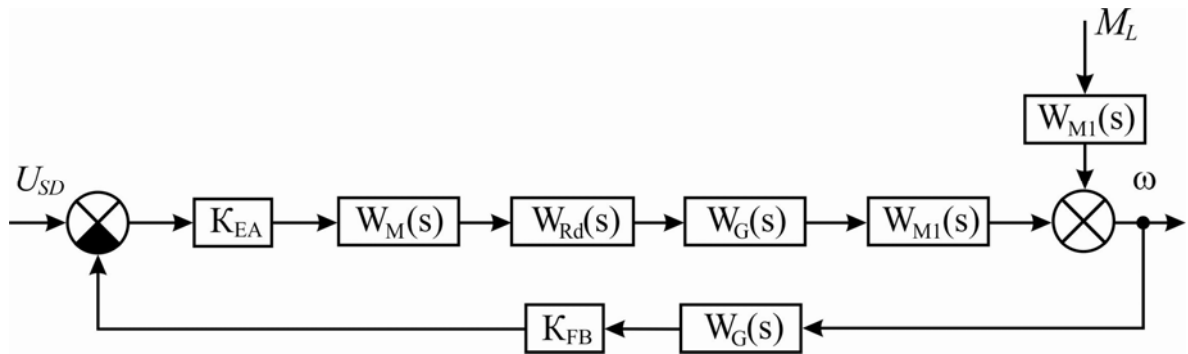 M_L
W_M1(s)
U_SD
ω
K_EA
W_M(s)
W_Rd(s)
W_G(s)
W_M1(s)
K_FB
W_G(s)